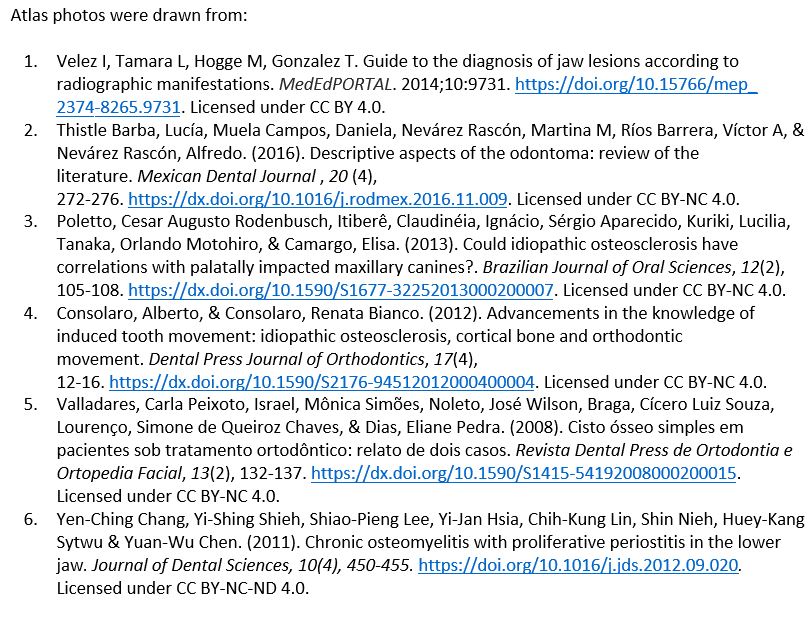 Atlas photos were drawn from:
1. Velez I, Tamara L, Hogge M, Gonzalez T. Guide to the diagnosis of jaw lesions according to
radiographic manifestations. MedEdPORTAL. 2014;10:9731. https://doi.org/10.15766/mep_
2374-8265.9731. Licensed under CC BY 4.0.
2. Thistle Barba, Lucía, Muela Campos, Daniela, Nevárez Rascón, Martina M, Ríos Barrera, Víctor A, &
Nevárez Rascón, Alfredo. (2016). Descriptive aspects of the odontoma: review of the
literature. Mexican Dental Journal , 20 (4),
272-276. https://dx.doi.org/10.1016/j.rodmex.2016.11.009. Licensed under CC BY-NC 4.0.
3. Poletto, Cesar Augusto Rodenbusch, Itiberê, Claudinéia, Ignácio, Sérgio Aparecido, Kuriki, Lucilia,
Tanaka, Orlando Motohiro, & Camargo, Elisa. (2013). Could idiopathic osteosclerosis have
correlations with palatally impacted maxillary canines?. Brazilian Journal of Oral Sciences, 12(2),
105-108. https://dx.doi.org/10.1590/S1677-32252013000200007. Licensed under CC BY-NC 4.0.
4. Consolaro, Alberto, & Consolaro, Renata Bianco. (2012). Advancements in the knowledge of
induced tooth movement: idiopathic osteosclerosis, cortical bone and orthodontic
movement. Dental Press Journal of Orthodontics, 17(4),
12-16. https://dx.doi.org/10.1590/S2176-94512012000400004. Licensed under CC BY-NC 4.0.
5. Valladares, Carla Peixoto, Israel, Mônica Simões, Noleto, José Wilson, Braga, Cícero Luiz Souza,
Lourenço, Simone de Queiroz Chaves, & Dias, Eliane Pedra. (2008). Cisto ósseo simples em
pacientes sob tratamento ortodôntico: relato de dois casos. Revista Dental Press de Ortodontia e
Ortopedia Facial, 13(2), 132-137. https://dx.doi.org/10.1590/S1415-54192008000200015.
Licensed under CC BY-NC 4.0.
6. Yen-Ching Chang, Yi-Shing Shieh, Shiao-Pieng Lee, Yi-Jan Hsia, Chih-Kung Lin, Shin Nieh, Huey-Kang
Sytwu & Yuan-Wu Chen. (2011). Chronic osteomyelitis with proliferative periostitis in the lower
jaw. Journal of Dental Sciences, 10(4), 450-455. https://doi.org/10.1016/j.jds.2012.09.020.
Licensed under CC BY-NC-ND 4.0.